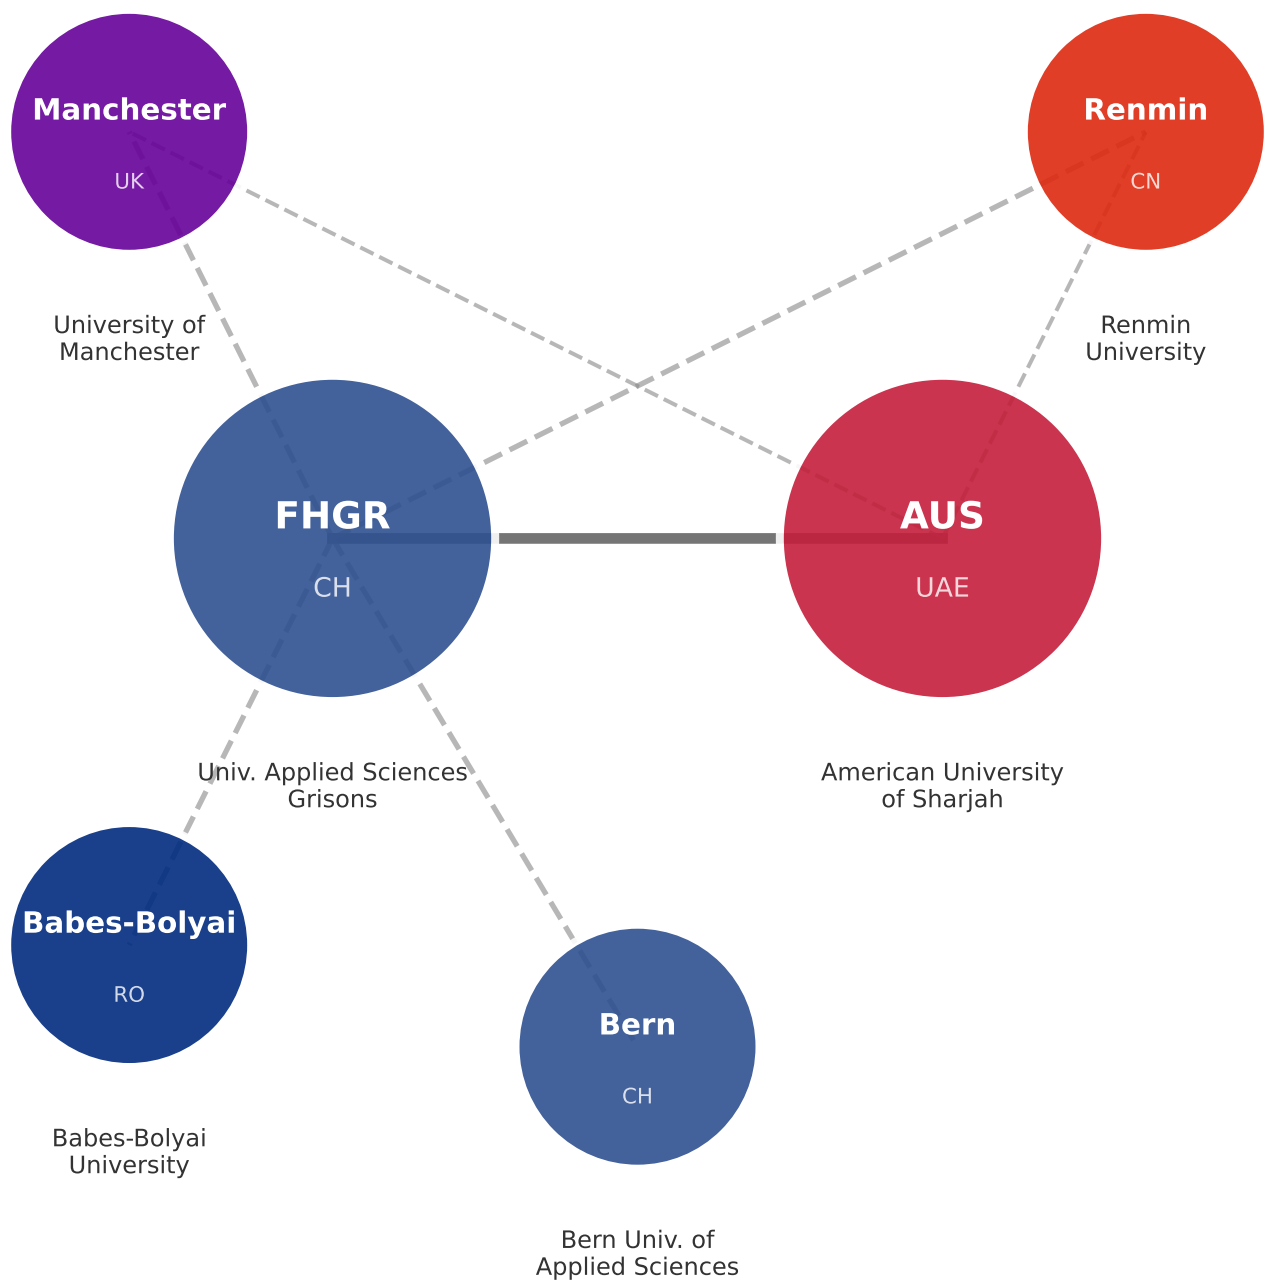 Manchester
UK
University of
Manchester
Renmin
CN
Renmin
University
FHGR
CH
Univ. Applied Sciences
Grisons
AUS
UAE
American University
of Sharjah
Babes-Bolyai
RO
Babes-Bolyai
University
Bern
CH
Bern Univ. of
Applied Sciences